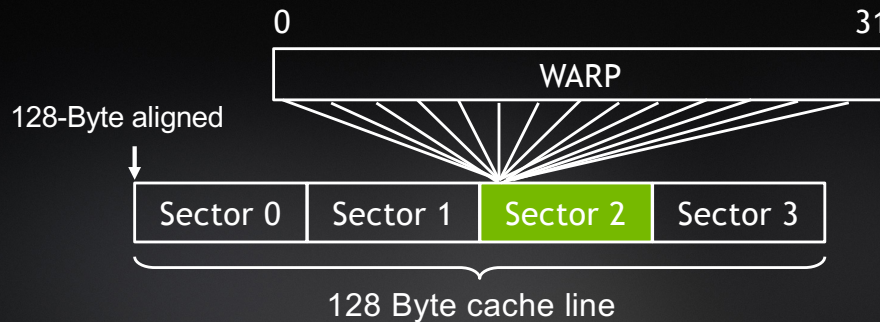 0 31
WARP
128-Byte aligned
Sector 0 Sector 1 Sector 2 Sector 3
128 Byte cache line